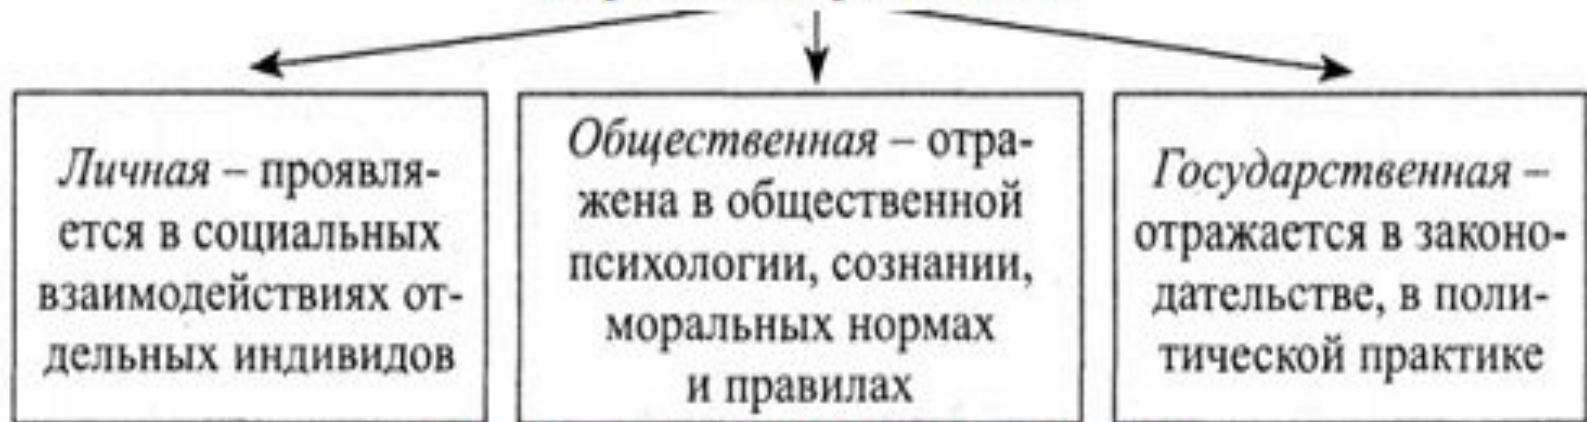 Личная – проявля-
ется в социальных
взаимодействиях от-
дельных индивидов
Общественная – отра-
жена в общественной
психологии, сознании,
моральных нормах
и правилах
Государственная –
отражается в законо-
дательстве, в поли-
тической практике